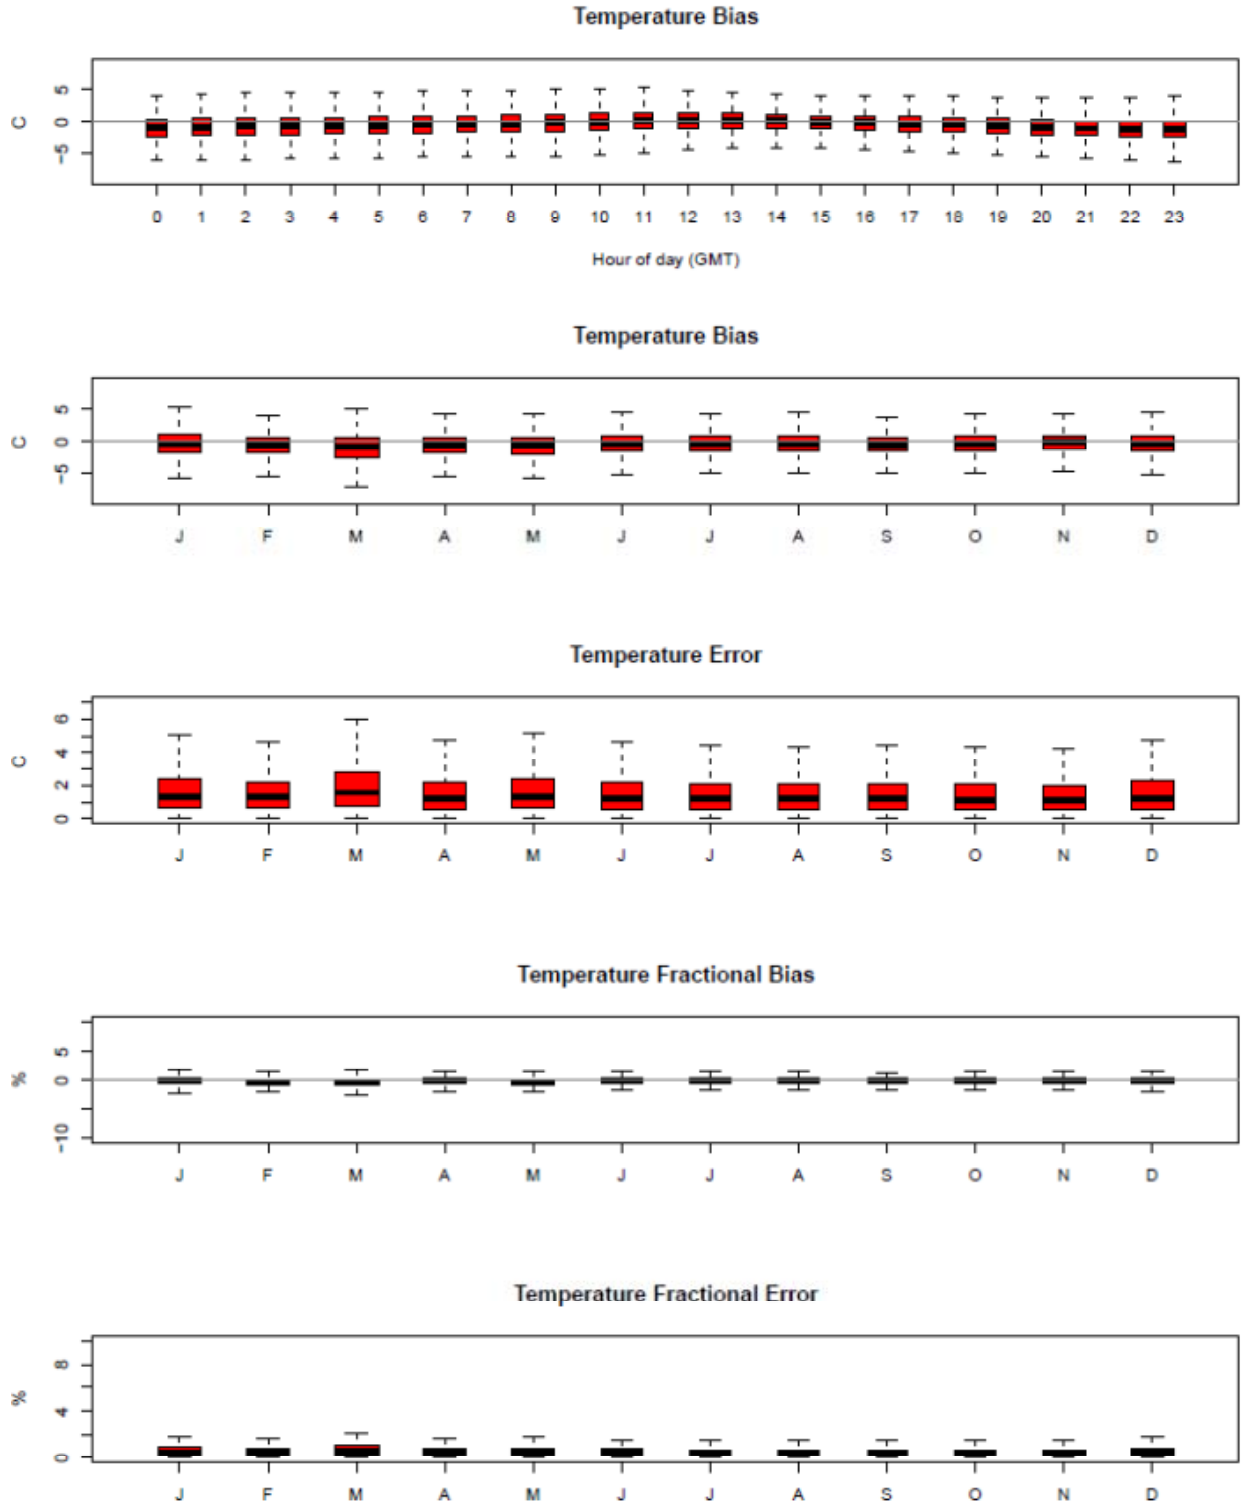 Temperature Bias
C
5
0
-5
0 1 2 3 4 5 6 7 8 9 10 11 12 13 14 15 16 17 18 19 20 21 22 23
Hour of day (GMT)
Temperature Bias
C
5
0
-5
J F M A M J J A S O N D
Temperature Error
C
6
4
2
0
J F M A M J J A S O N D
Temperature Fractional Bias
%
5
0
-10
J F M A M J J A S O N D
Temperature Fractional Error
%
8
4
0
J F M A M J J A S O N D